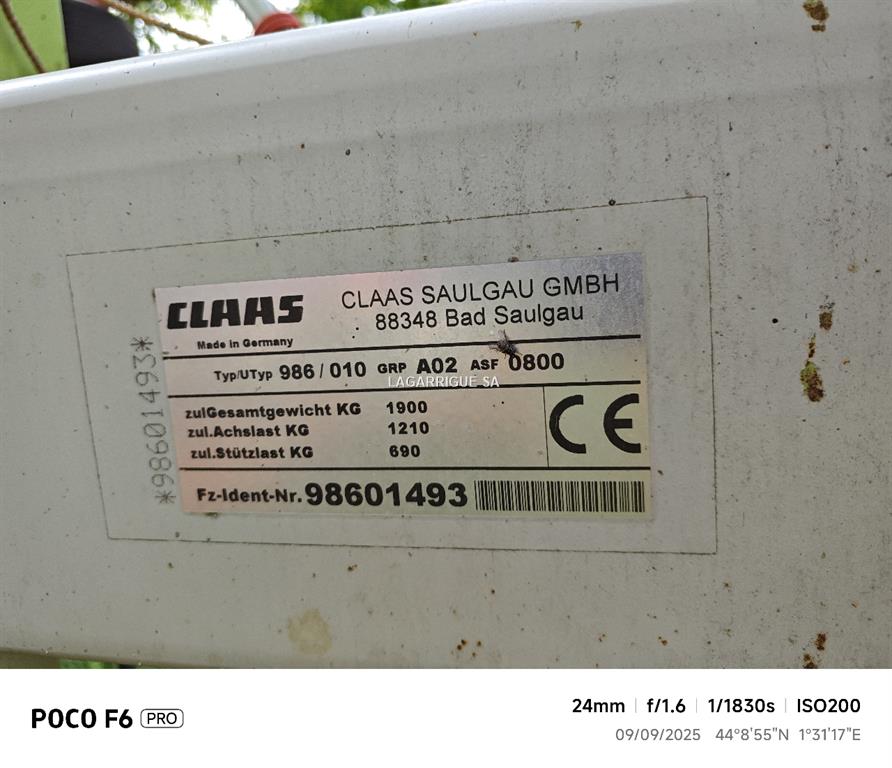 CLAAS
CLAAS SAULGAU GMBH
88348 Bad Saulgau
Made in Germany
Typ/UTyp 986 / 010 GRP A02 ASF 0800
LAGARRIGUE_SA
zulGesamtgewicht KG 1900
zul.Achslast KG 1210
zul.Stützlast KG 690
CE
Fz-Ident-Nr. 98601493
*98601493*
POCO F6 PRO
24mm | f/1.6 | 1/1830s | ISO200
09/09/2025 44°8'55"N 1°31'17"E